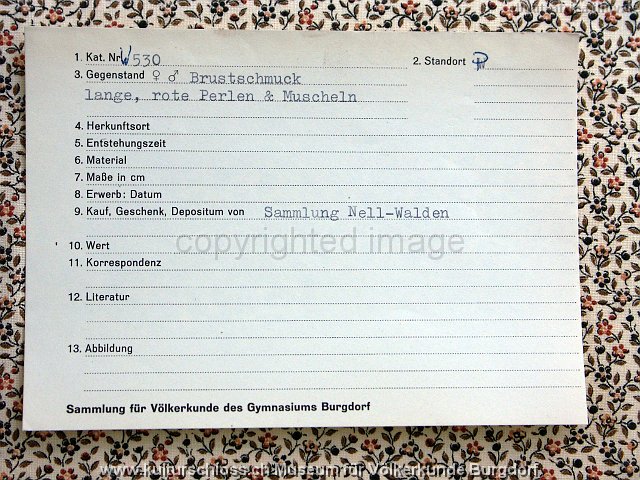 1. Kat. Nr. W 530
2. Standort P
3. Gegenstand ♀ ♂ Brustschmuck
lange, rote Perlen & Muscheln
4. Herkunftsort
5. Entstehungszeit
6. Material
7. Maße in cm
8. Erwerb: Datum
9. Kauf, Geschenk, Depositum von Sammlung Nell-Walden
copyrighted image
10. Wert
11. Korrespondenz
12. Literatur
13. Abbildung
Sammlung für Völkerkunde des Gymnasiums Burgdorf
www.kulturschloss.ch Museum für Völkerkunde Burgdorf